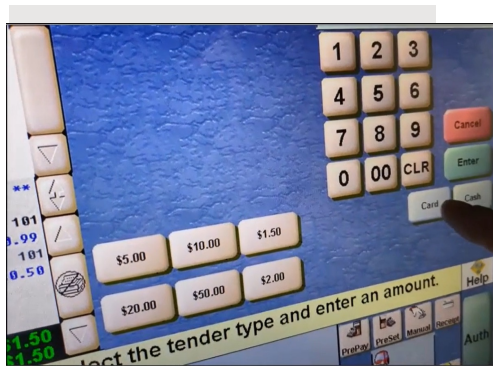 1 2 3
4 5 6
7 8 9
0 00 CLR
Cancel
Enter
Card Cash
**
101
.99
101
0.50
$5.00 $10.00 $1.50
$20.00 $50.00 $2.00
$1.50
1.50
ect the tender type and enter an amount.
Help
PrePay PreSet Manual Receipt
Auth